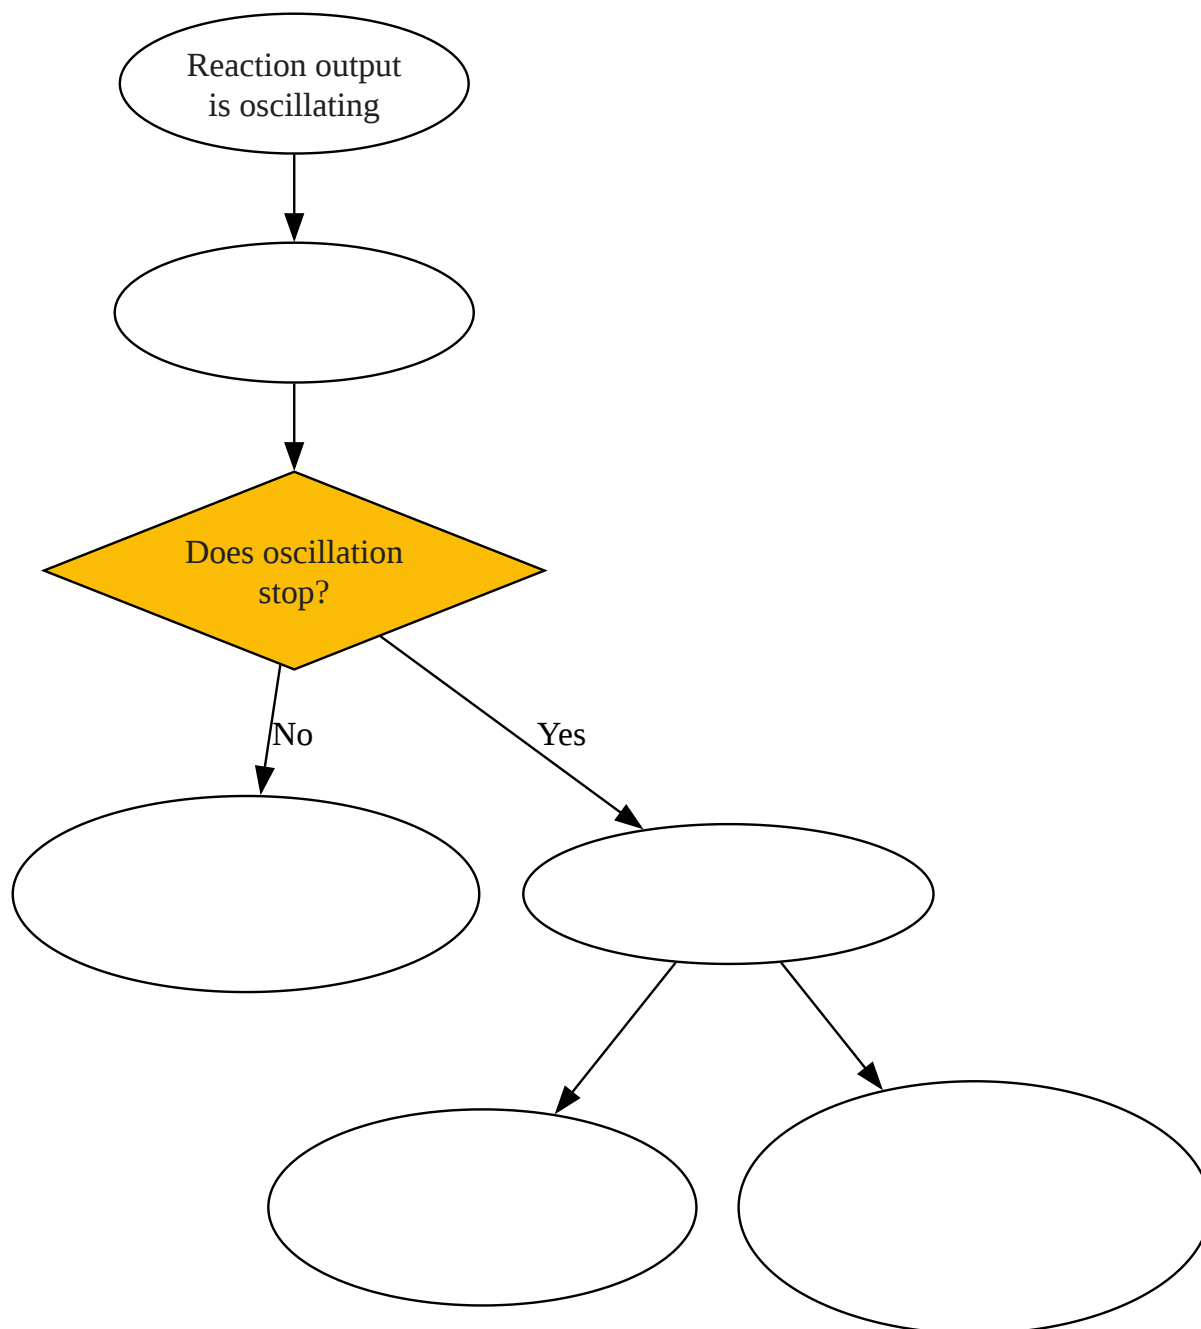 Reaction output
is oscillating
Does oscillation
stop?
No
Yes